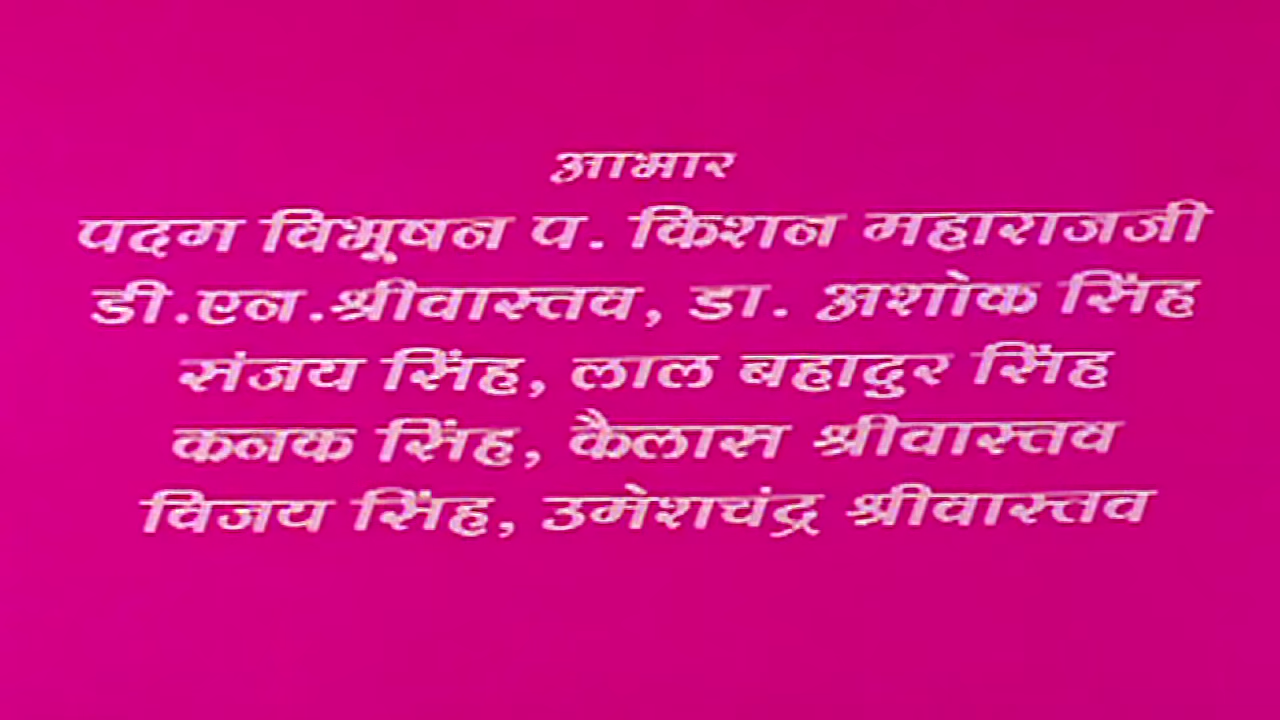 आभार
पदम विभूषन प. किशन महाराजजी
डी.एन.श्रीवास्तव, डा. अशोक सिंह
संजय सिंह, लाल बहादुर सिंह
कनक सिंह, कैलास श्रीवास्तव
विजय सिंह, उमेशचंद्र श्रीवास्तव